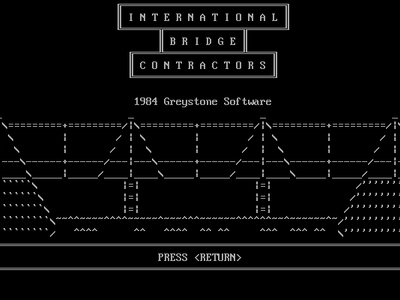 INTERNATIONAL
BRIDGE
CONTRACTORS
1984 Greystone Software
PRESS <RETURN>